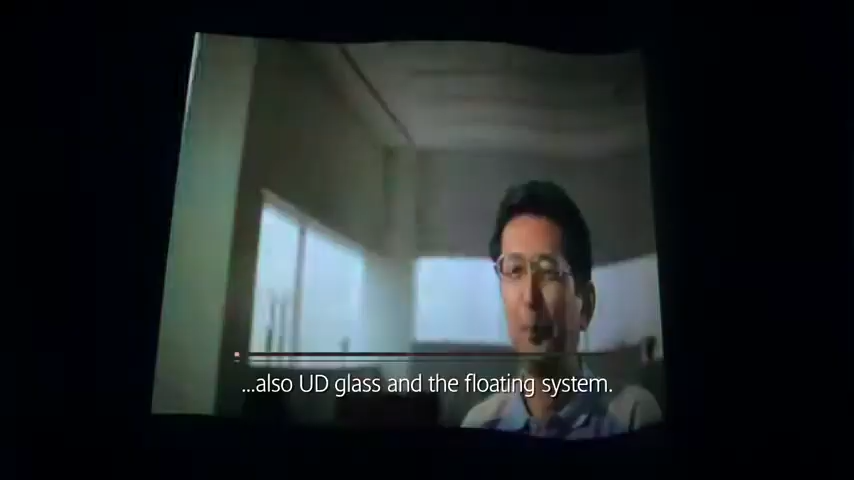 ...also UD glass and the floating system.